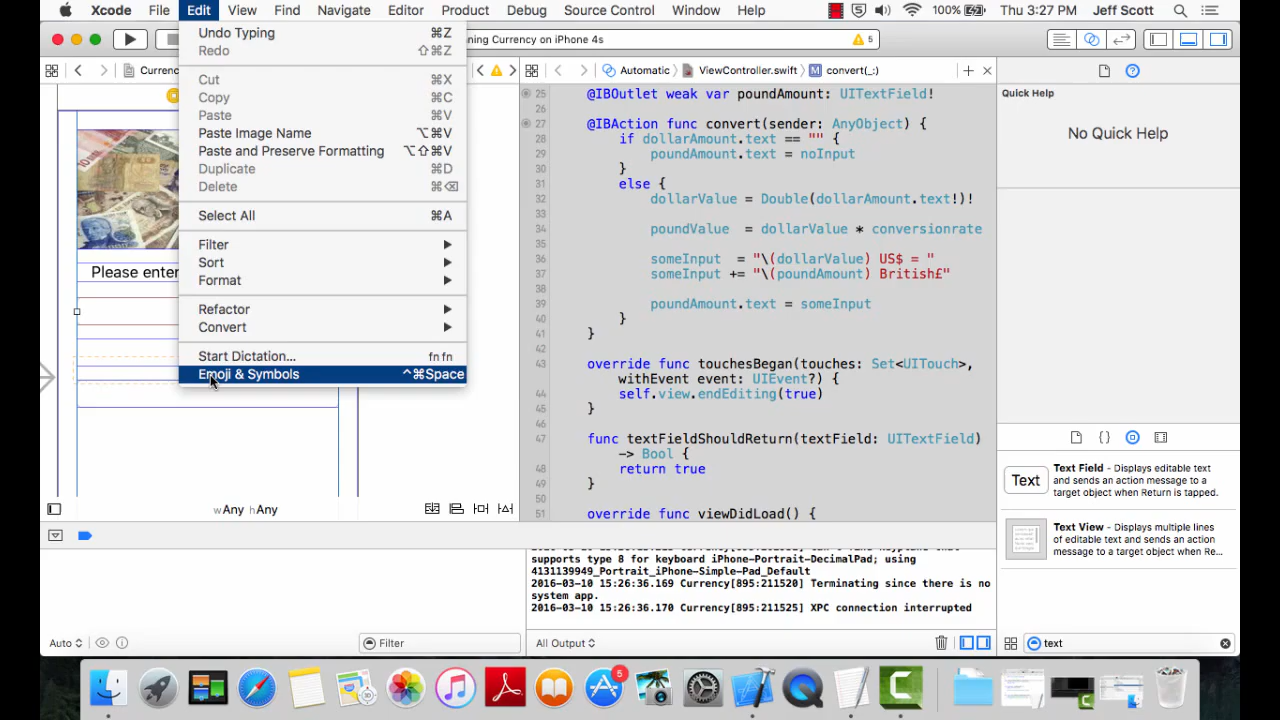 Xcode File Edit View Find Navigate Editor Product Debug Source Control Window Help 100% Thu 3:27 PM Jeff Scott
ning Currency on iPhone 4s 5
Currenc
Automatic ViewController.swift convert(_:)
Undo Typing ⌘Z
Redo ⇧⌘Z
Cut ⌘X
Copy ⌘C
Paste ⌘V
Paste Image Name ⌥⌘V
Paste and Preserve Formatting ⌥⇧⌘V
Duplicate ⌘D
Delete ⌘⌫
Select All ⌘A
Filter
Sort
Format
Refactor
Convert
Start Dictation... fn fn
Emoji & Symbols ^⌘Space
Please enter
wAny hAny
25 @IBOutlet weak var poundAmount: UITextField!
26
27 @IBAction func convert(sender: AnyObject) {
28 if dollarAmount.text == "" {
29 poundAmount.text = noInput
30 }
31 else {
32 dollarValue = Double(dollarAmount.text!)!
33
34 poundValue = dollarValue * conversionrate
35
36 someInput = "\(dollarValue) US$ = "
37 someInput += "\(poundAmount) British£"
38
39 poundAmount.text = someInput
40 }
41 }
42
43 override func touchesBegan(touches: Set<UITouch>,
withEvent event: UIEvent?) {
44 self.view.endEditing(true)
45 }
46
47 func textFieldShouldReturn(textField: UITextField)
-> Bool {
48 return true
49 }
50
51 override func viewDidLoad() {
Quick Help
No Quick Help
Text
Text Field - Displays editable text
and sends an action message to a
target object when Return is tapped.
Text View - Displays multiple lines
of editable text and sends an action
message to a target object when Re...
supports type 8 for keyboard iPhone-Portrait-DecimalPad; using
4131139949_Portrait_iPhone-Simple-Pad_Default
2016-03-10 15:26:36.169 Currency[895:211520] Terminating since there is no
system app.
2016-03-10 15:26:36.170 Currency[895:211525] XPC connection interrupted
Auto Filter All Output text
5